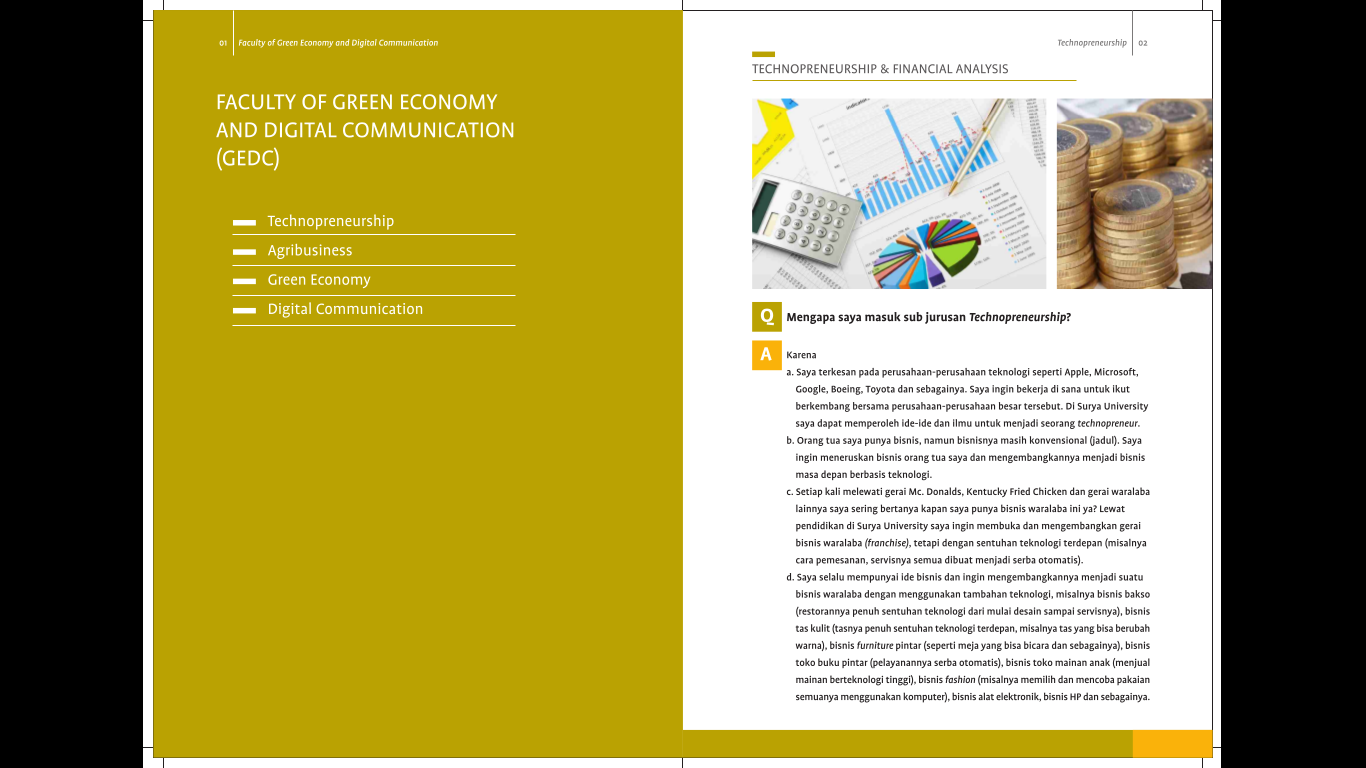 01 Faculty of Green Economy and Digital Communication
FACULTY OF GREEN ECONOMY
AND DIGITAL COMMUNICATION
(GEDC)
Technopreneurship
Agribusiness
Green Economy
Digital Communication
Technopreneurship 02
TECHNOPRENEURSHIP & FINANCIAL ANALYSIS
Q Mengapa saya masuk sub jurusan Technopreneurship?
A Karena
a. Saya terkesan pada perusahaan-perusahaan teknologi seperti Apple, Microsoft,
Google, Boeing, Toyota dan sebagainya. Saya ingin bekerja di sana untuk ikut
berkembang bersama perusahaan-perusahaan besar tersebut. Di Surya University
saya dapat memperoleh ide-ide dan ilmu untuk menjadi seorang technopreneur.
b. Orang tua saya punya bisnis, namun bisnisnya masih konvensional (jadul). Saya
ingin meneruskan bisnis orang tua saya dan mengembangkannya menjadi bisnis
masa depan berbasis teknologi.
c. Setiap kali melewati gerai Mc. Donalds, Kentucky Fried Chicken dan gerai waralaba
lainnya saya sering bertanya kapan saya punya bisnis waralaba ini ya? Lewat
pendidikan di Surya University saya ingin membuka dan mengembangkan gerai
bisnis waralaba (franchise), tetapi dengan sentuhan teknologi terdepan (misalnya
cara pemesanan, servisnya semua dibuat menjadi serba otomatis).
d. Saya selalu mempunyai ide bisnis dan ingin mengembangkannya menjadi suatu
bisnis waralaba dengan menggunakan tambahan teknologi, misalnya bisnis bakso
(restorannya penuh sentuhan teknologi dari mulai desain sampai servisnya), bisnis
tas kulit (tasnya penuh sentuhan teknologi terdepan, misalnya tas yang bisa berubah
warna), bisnis furniture pintar (seperti meja yang bisa bicara dan sebagainya), bisnis
toko buku pintar (pelayanannya serba otomatis), bisnis toko mainan anak (menjual
mainan berteknologi tinggi), bisnis fashion (misalnya memilih dan mencoba pakaian
semuanya menggunakan komputer), bisnis alat elektronik, bisnis HP dan sebagainya.